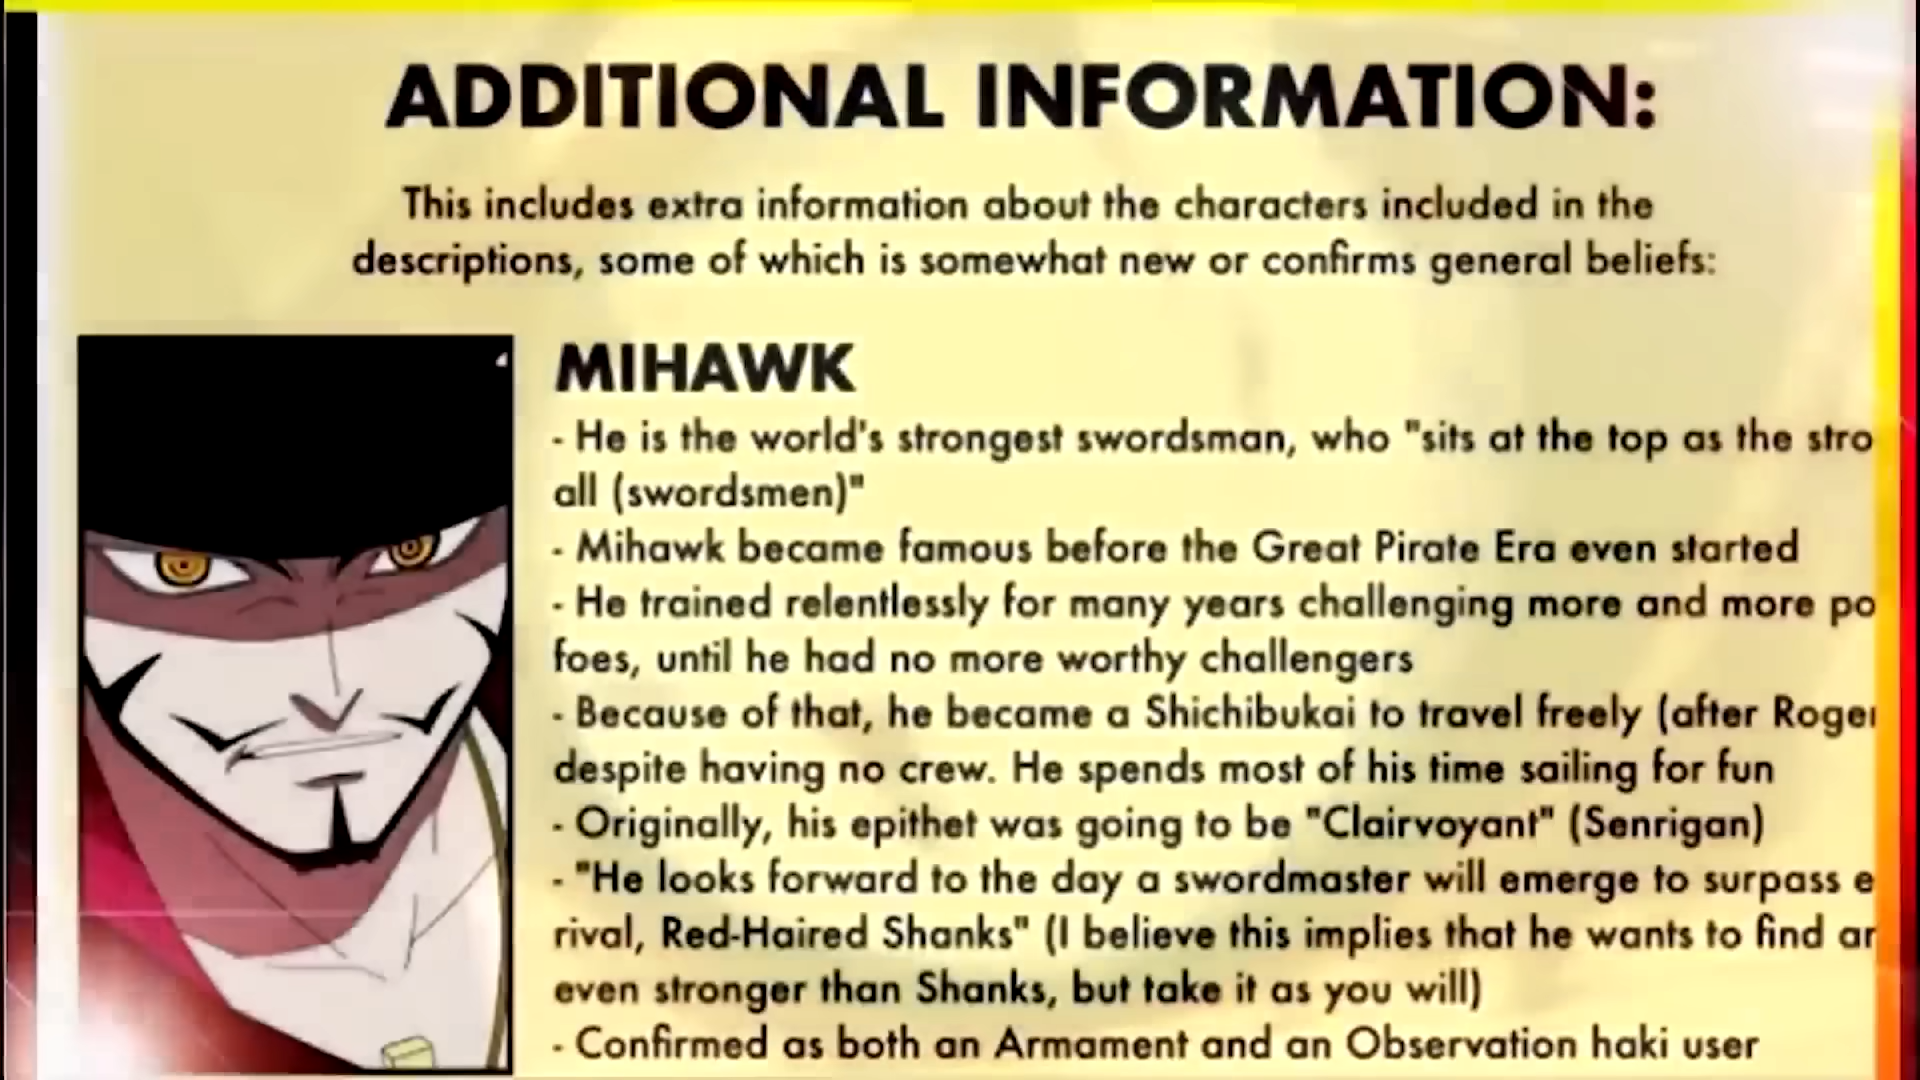 ADDITIONAL INFORMATION:
This includes extra information about the characters included in the
descriptions, some of which is somewhat new or confirms general beliefs:
MIHAWK
- He is the world's strongest swordsman, who "sits at the top as the stro
all (swordsmen)"
- Mihawk became famous before the Great Pirate Era even started
- He trained relentlessly for many years challenging more and more po
foes, until he had no more worthy challengers
- Because of that, he became a Shichibukai to travel freely (after Roger
despite having no crew. He spends most of his time sailing for fun
- Originally, his epithet was going to be "Clairvoyant" (Senrigan)
- "He looks forward to the day a swordmaster will emerge to surpass e
rival, Red-Haired Shanks" (I believe this implies that he wants to find
even stronger than Shanks, but take it as you will)
- Confirmed as both an Armament and an Observation haki user